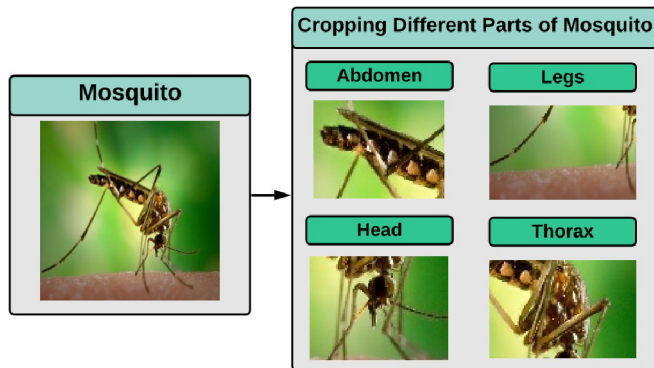 Mosquito
Cropping Different Parts of Mosquito
Abdomen
Legs
Head
Thorax